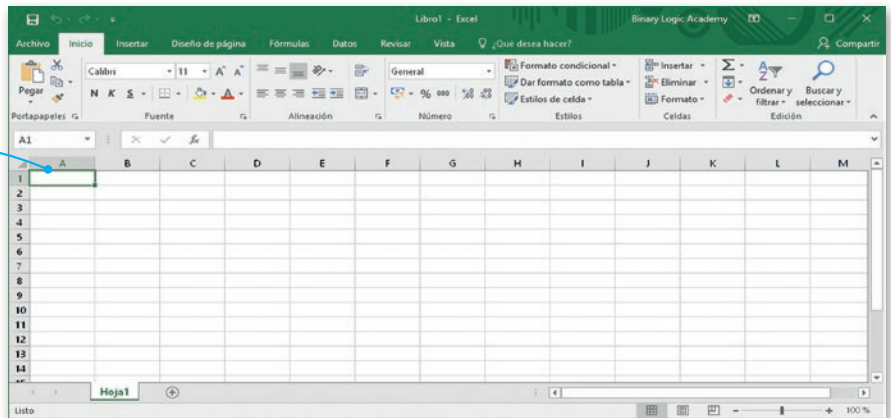 Libro1 - Excel
Binary Logic Academy
Archivo Inicio Insertar Diseño de página Fórmulas Datos Revisar Vista ¿Qué desea hacer? Compartir
Pegar
Calibri 11 A A
N K S A
General
% 000
Formato condicional
Dar formato como tabla
Estilos de celda
Insertar
Eliminar
Formato
Σ
Ordenar y filtrar
Buscar y seleccionar
Portapapeles Fuente Alineación Número Estilos Celdas Edición
A1 fx
A B C D E F G H I J K L M
1
2
3
4
5
6
7
8
9
10
11
12
13
14
15
Hoja1
Listo 100 %